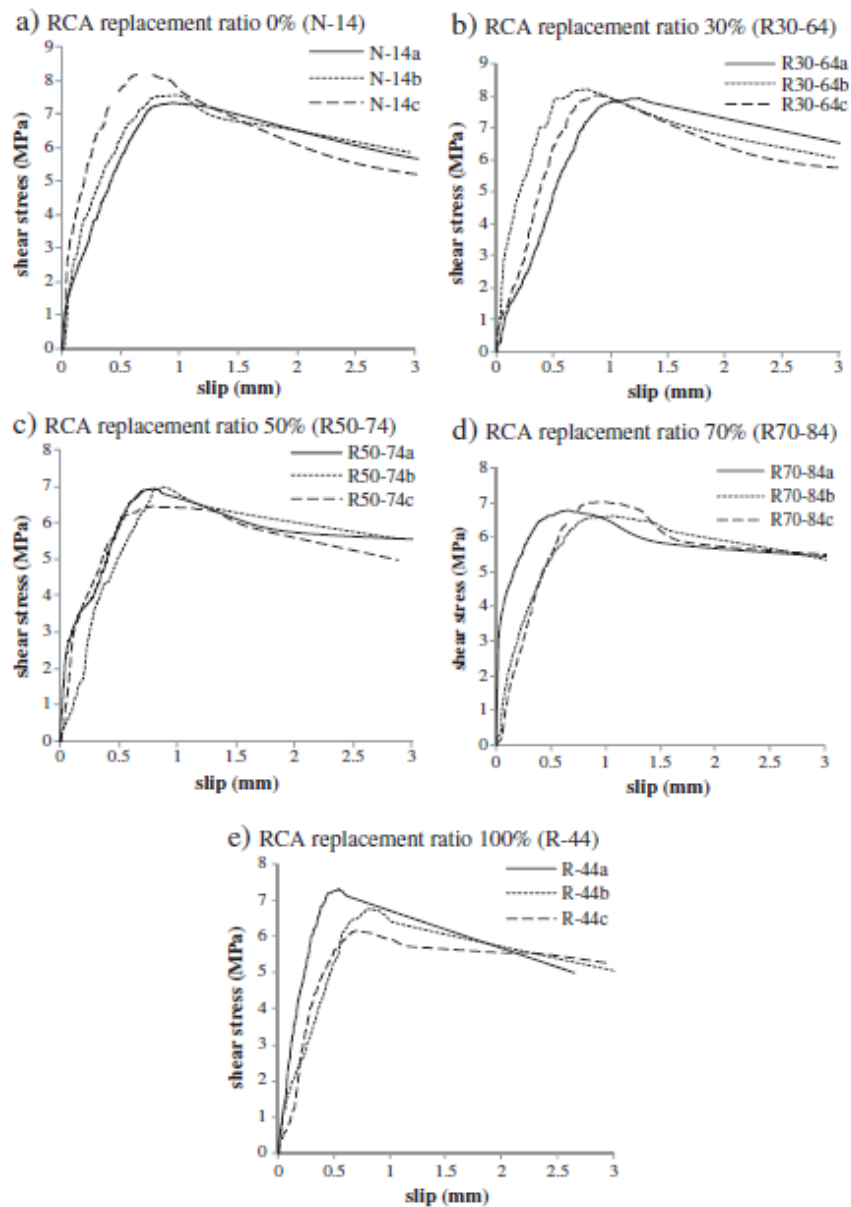 a) RCA replacement ratio 0% (N-14)
N-14a
N-14b
N-14c
9
8
7
6
5
4
3
2
1
0
shear strees (MPa)
0 0.5 1 1.5 2 2.5 3
slip (mm)
b) RCA replacement ratio 30% (R30-64)
R30-64a
R30-64b
R30-64c
9
8
7
6
5
4
3
2
1
0
shear stress (MPa)
0 0.5 1 1.5 2 2.5 3
slip (mm)
c) RCA replacement ratio 50% (R50-74)
R50-74a
R50-74b
R50-74c
8
7
6
5
4
3
2
1
0
shear stress (MPa)
0 0.5 1 1.5 2 2.5 3
slip (mm)
d) RCA replacement ratio 70% (R70-84)
R70-84a
R70-84b
R70-84c
8
7
6
5
4
3
2
1
0
shear stress (MPa)
0 0.5 1 1.5 2 2.5 3
slip (mm)
e) RCA replacement ratio 100% (R-44)
R-44a
R-44b
R-44c
8
7
6
5
4
3
2
1
0
shear stress (MPa)
0 0.5 1 1.5 2 2.5 3
slip (mm)